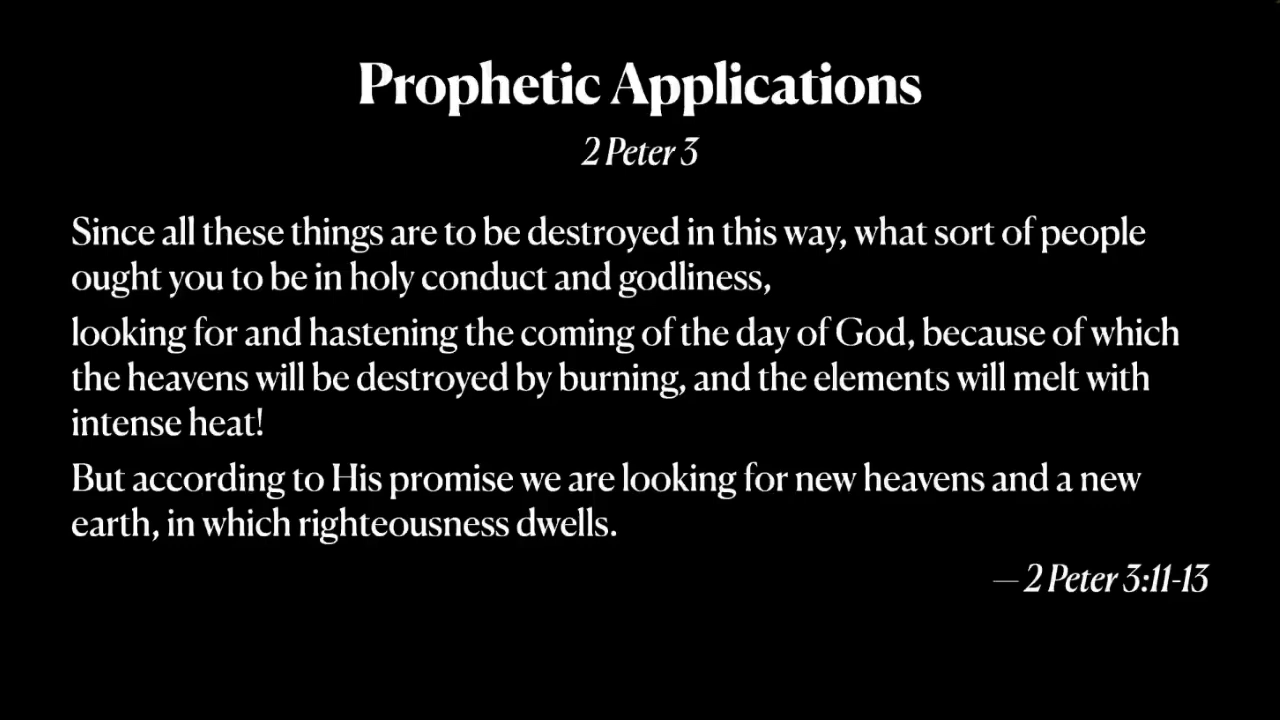 Prophetic Applications
2 Peter 3
Since all these things are to be destroyed in this way, what sort of people
ought you to be in holy conduct and godliness,
looking for and hastening the coming of the day of God, because of which
the heavens will be destroyed by burning, and the elements will melt with
intense heat!
But according to His promise we are looking for new heavens and a new
earth, in which righteousness dwells.
— 2 Peter 3:11-13